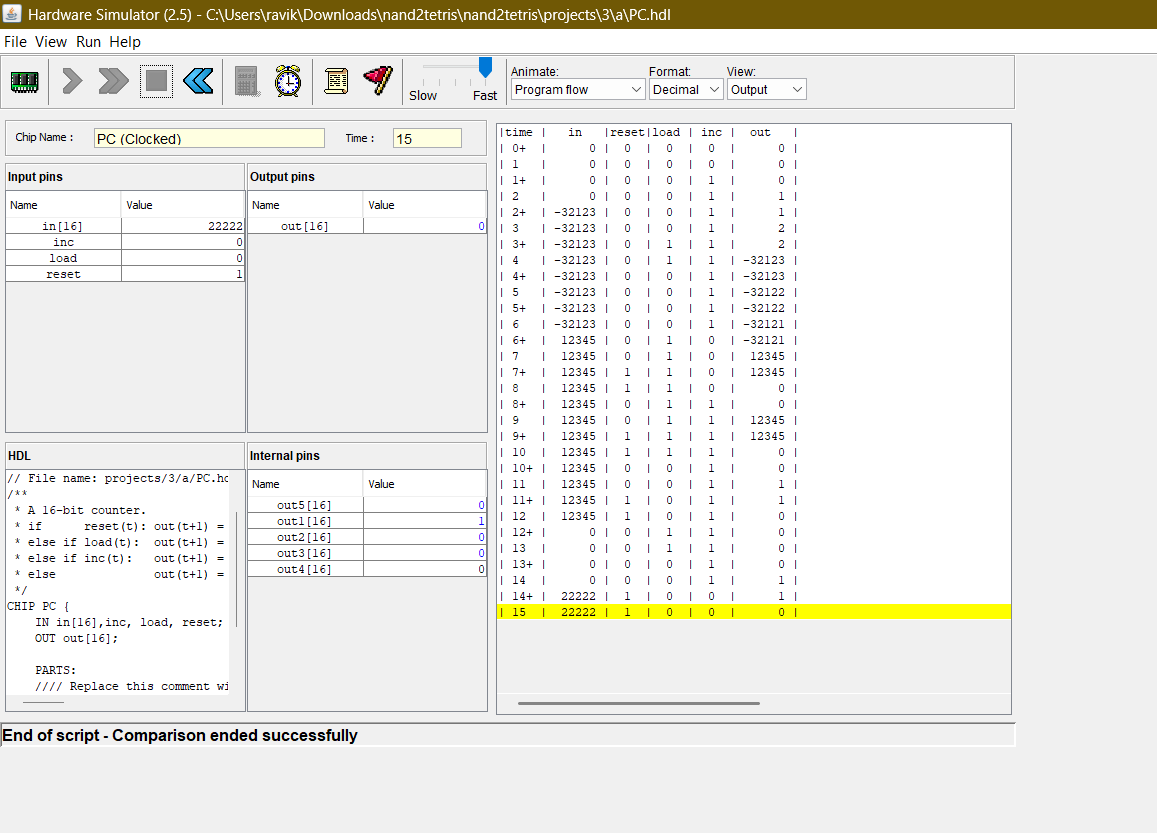 Hardware Simulator (2.5) - C:\Users\ravik\Downloads\nand2tetris\nand2tetris\projects\3\a\PC.hdl
File View Run Help
Animate: Format: View:
Slow Fast Program flow Decimal Output
Chip Name : PC (Clocked) Time : 15
Input pins
Name Value
in[16] 22222
inc 0
load 0
reset 1
Output pins
Name Value
out[16] 0
HDL
// File name: projects/3/a/PC.hd
/**
* A 16-bit counter.
* if reset(t): out(t+1) =
* else if load(t): out(t+1) =
* else if inc(t): out(t+1) =
* else out(t+1) =
*/
CHIP PC {
IN in[16],inc, load, reset;
OUT out[16];
PARTS:
//// Replace this comment wi
Internal pins
Name Value
out5[16] 0
out1[16] 1
out2[16] 0
out3[16] 0
out4[16] 0
|time | in |reset|load | inc | out |
| 0+ | 0 | 0 | 0 | 0 | 0 |
| 1 | 0 | 0 | 0 | 0 | 0 |
| 1+ | 0 | 0 | 0 | 1 | 0 |
| 2 | 0 | 0 | 0 | 1 | 1 |
| 2+ | -32123 | 0 | 0 | 1 | 1 |
| 3 | -32123 | 0 | 0 | 1 | 2 |
| 3+ | -32123 | 0 | 1 | 1 | 2 |
| 4 | -32123 | 0 | 1 | 1 | -32123 |
| 4+ | -32123 | 0 | 0 | 1 | -32123 |
| 5 | -32123 | 0 | 0 | 1 | -32122 |
| 5+ | -32123 | 0 | 0 | 1 | -32122 |
| 6 | -32123 | 0 | 0 | 1 | -32121 |
| 6+ | 12345 | 0 | 1 | 0 | -32121 |
| 7 | 12345 | 0 | 1 | 0 | 12345 |
| 7+ | 12345 | 1 | 1 | 0 | 12345 |
| 8 | 12345 | 1 | 1 | 0 | 0 |
| 8+ | 12345 | 0 | 1 | 1 | 0 |
| 9 | 12345 | 0 | 1 | 1 | 12345 |
| 9+ | 12345 | 1 | 1 | 1 | 12345 |
| 10 | 12345 | 1 | 1 | 1 | 0 |
| 10+ | 12345 | 0 | 0 | 1 | 0 |
| 11 | 12345 | 0 | 0 | 1 | 1 |
| 11+ | 12345 | 1 | 0 | 1 | 1 |
| 12 | 12345 | 1 | 0 | 1 | 0 |
| 12+ | 0 | 0 | 1 | 1 | 0 |
| 13 | 0 | 0 | 1 | 1 | 0 |
| 13+ | 0 | 0 | 0 | 1 | 0 |
| 14 | 0 | 0 | 0 | 1 | 1 |
| 14+ | 22222 | 1 | 0 | 0 | 1 |
| 15 | 22222 | 1 | 0 | 0 | 0 |
End of script - Comparison ended successfully